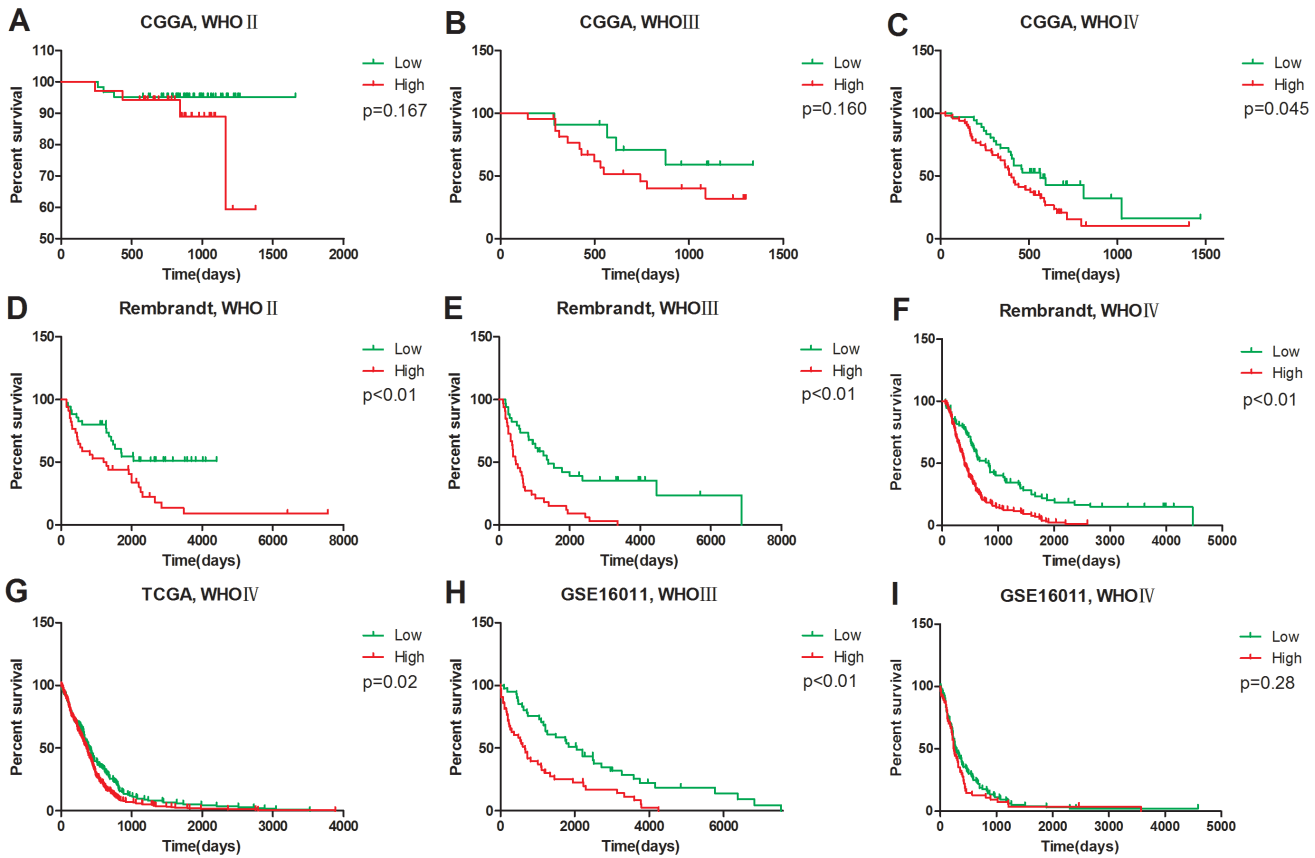 A
CGGA, WHO Ⅱ
Percent survival
110
100
90
80
70
60
50
0
500
1000
1500
2000
Time(days)
Low
High
p=0.167
B
CGGA, WHOⅢ
Percent survival
150
100
50
0
0
500
1000
1500
Time(days)
Low
High
p=0.160
C
CGGA, WHOⅣ
Percent survival
150
100
50
0
0
500
1000
1500
Time(days)
Low
High
p=0.045
D
Rembrandt, WHO Ⅱ
Percent survival
150
100
50
0
0
2000
4000
6000
8000
Time(days)
Low
High
p<0.01
E
Rembrandt, WHOⅢ
Percent survival
150
100
50
0
0
2000
4000
6000
8000
Time(days)
Low
High
p<0.01
F
Rembrandt, WHOⅣ
Percent survival
150
100
50
0
0
1000
2000
3000
4000
5000
Time(days)
Low
High
p<0.01
G
TCGA, WHOⅣ
Percent survival
150
100
50
0
0
1000
2000
3000
4000
Time(days)
Low
High
p=0.02
H
GSE16011, WHOⅢ
Percent survival
150
100
50
0
0
2000
4000
6000
Time(days)
Low
High
p<0.01
I
GSE16011, WHOⅣ
Percent survival
150
100
50
0
0
1000
2000
3000
4000
5000
Time(days)
Low
High
p=0.28